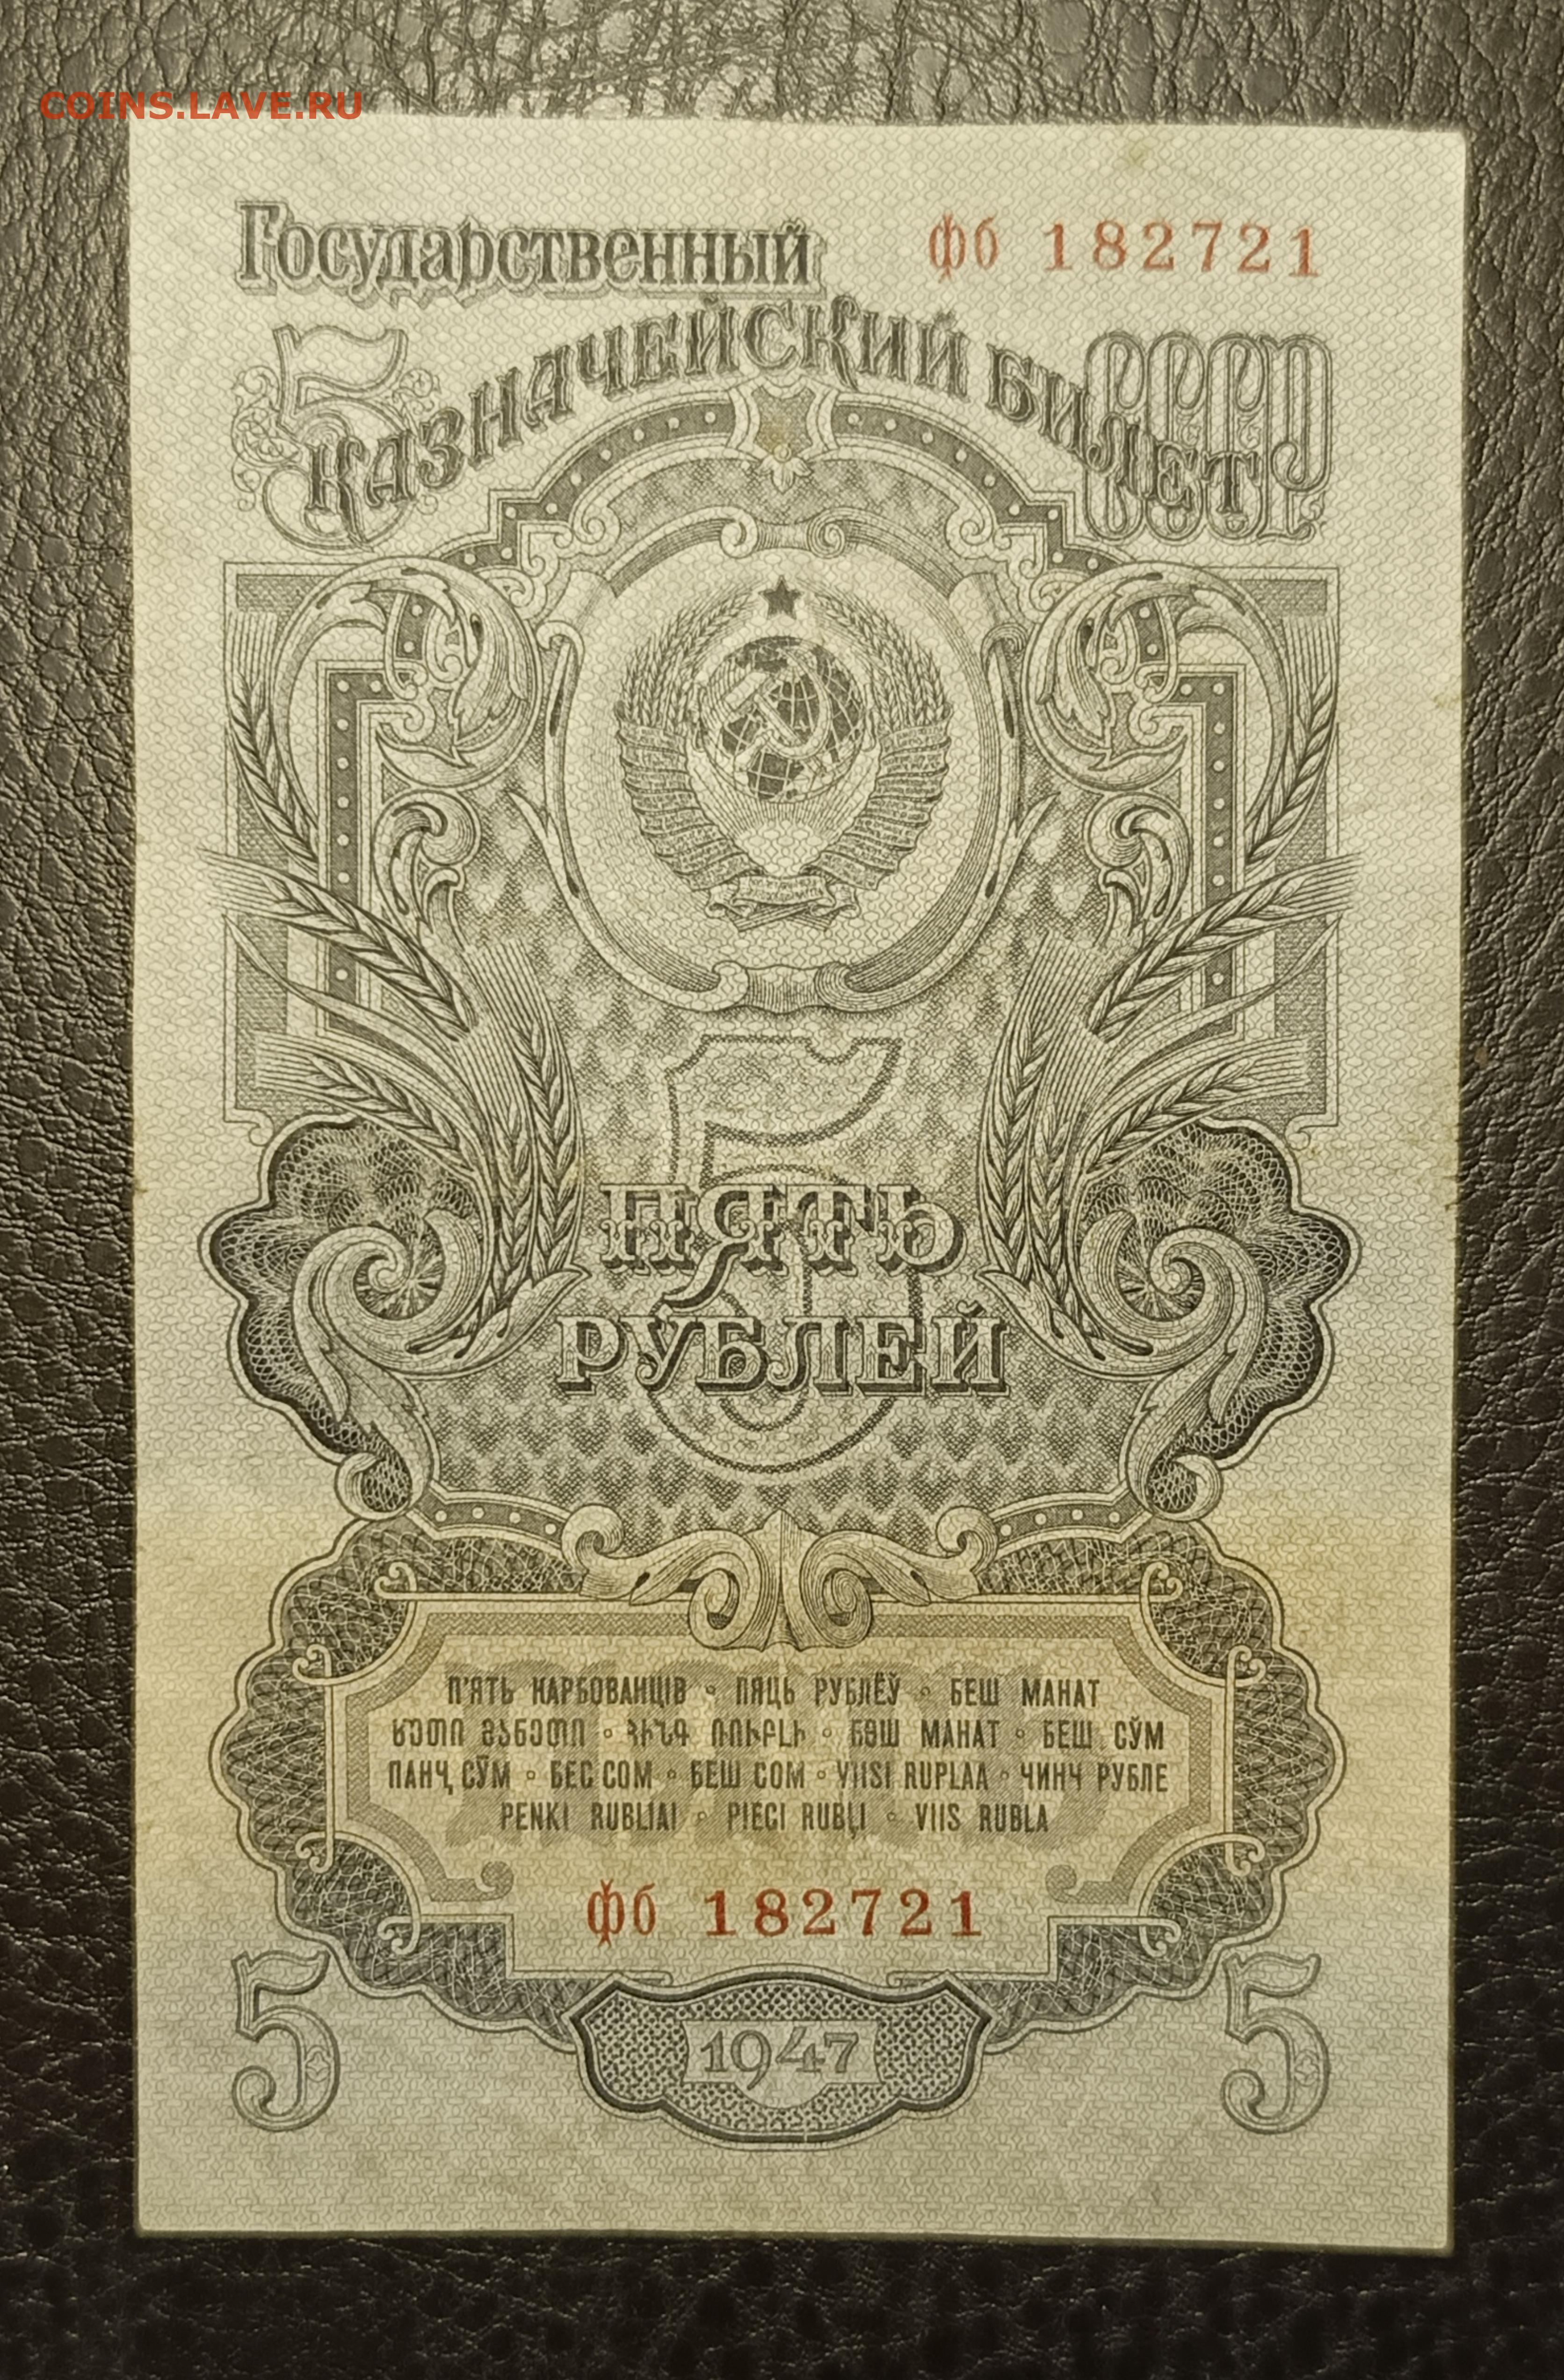 COINS.LAVE.RU
Государственный
фб 182721
5 КАЗНАЧЕЙСКИЙ БИЛЕТ СССР
5
ПЯТЬ
РУБЛЕЙ
П'ЯТЬ КАРБОВАНЦІВ ◦ ПЯЦЬ РУБЛЁЎ ◦ БЕШ МАНАТ
ხუთი მანეთი ◦ ՀԻՆԳ ՌՈՒԲԼԻ ◦ БӘШ МАНАТ ◦ БЕШ СЎМ
ПАНҶ СӮМ ◦ БЕС СОМ ◦ БЕШ СОМ ◦ VIISI RUPLAA ◦ ЧИНЧ РУБЛЕ
PENKI RUBLIAI ◦ PIECI RUBĻI ◦ VIIS RUBLA
фб 182721
5 1947 5